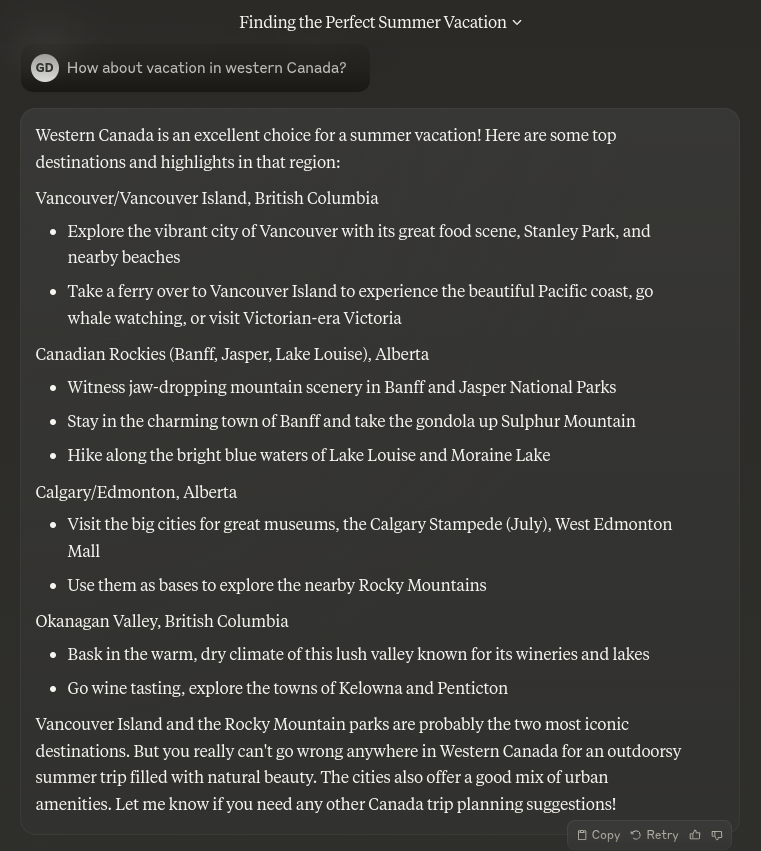 Finding the Perfect Summer Vacation
GD How about vacation in western Canada?
Western Canada is an excellent choice for a summer vacation! Here are some top
destinations and highlights in that region:
Vancouver/Vancouver Island, British Columbia
• Explore the vibrant city of Vancouver with its great food scene, Stanley Park, and
nearby beaches
• Take a ferry over to Vancouver Island to experience the beautiful Pacific coast, go
whale watching, or visit Victorian-era Victoria
Canadian Rockies (Banff, Jasper, Lake Louise), Alberta
• Witness jaw-dropping mountain scenery in Banff and Jasper National Parks
• Stay in the charming town of Banff and take the gondola up Sulphur Mountain
• Hike along the bright blue waters of Lake Louise and Moraine Lake
Calgary/Edmonton, Alberta
• Visit the big cities for great museums, the Calgary Stampede (July), West Edmonton
Mall
• Use them as bases to explore the nearby Rocky Mountains
Okanagan Valley, British Columbia
• Bask in the warm, dry climate of this lush valley known for its wineries and lakes
• Go wine tasting, explore the towns of Kelowna and Penticton
Vancouver Island and the Rocky Mountain parks are probably the two most iconic
destinations. But you really can't go wrong anywhere in Western Canada for an outdoorsy
summer trip filled with natural beauty. The cities also offer a good mix of urban
amenities. Let me know if you need any other Canada trip planning suggestions!
Copy Retry